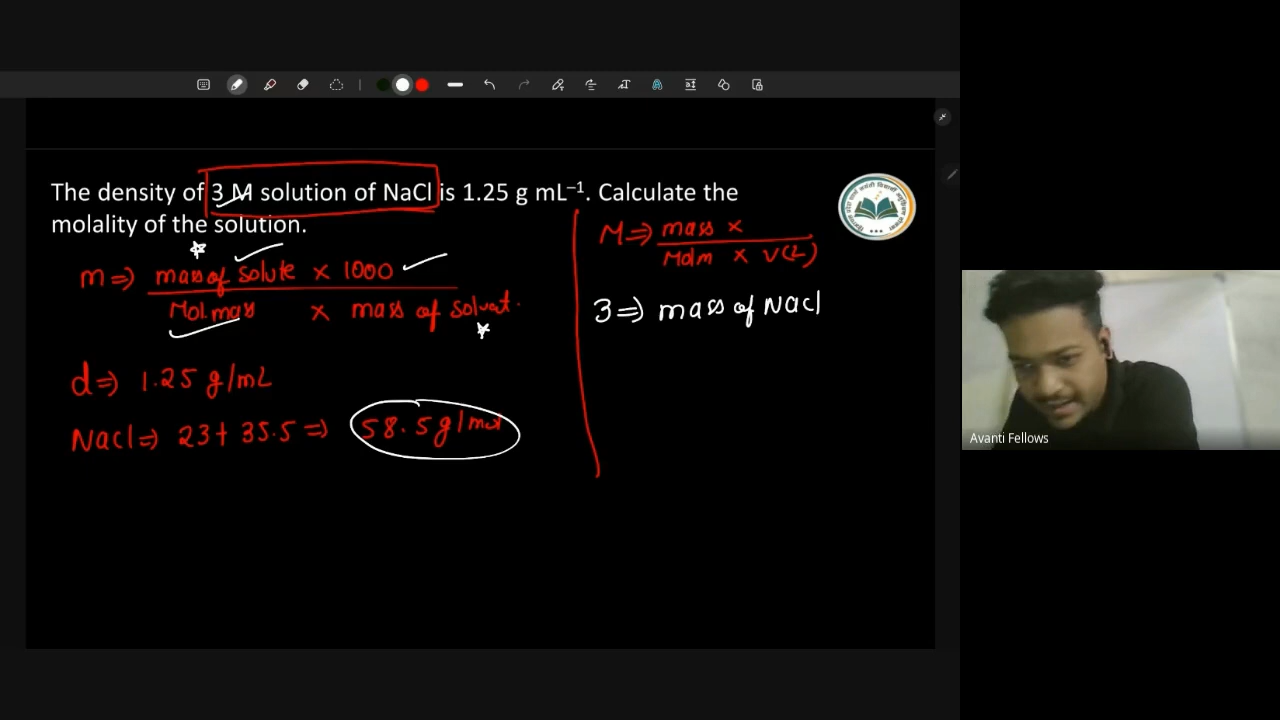 The density of 3 M solution of NaCl is 1.25 g mL⁻¹. Calculate the
molality of the solution.
m => mass of solute × 1000
Mol. mass × mass of solvent.
d => 1.25 g/mL
NaCl => 23 + 35.5 => 58.5 g/mol
M => mass ×
Molm × V(L)
3 => mass of NaCl
Avanti Fellows